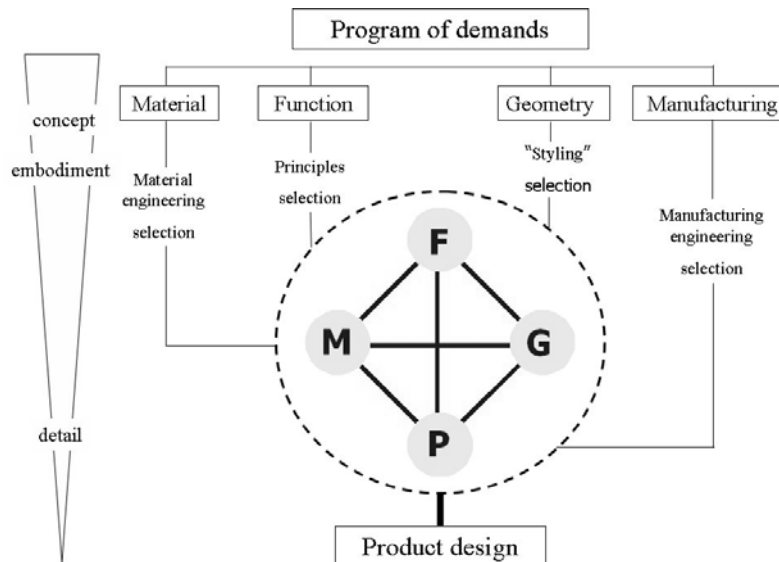 Program of demands
Material
Function
Geometry
Manufacturing
concept
embodiment
detail
Material
engineering
selection
Principles
selection
"Styling"
selection
Manufacturing
engineering
selection
F
M
G
P
Product design